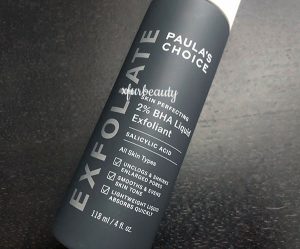 EXFOLIATE
PAULA'S
CHOICE
xfurbeauty
SKIN PERFECTING
2% BHA Liquid
Exfoliant
SALICYLIC ACID
All Skin Types
UNCLOGS & SHRINKS
ENLARGED PORES
SMOOTHS & EVENS
SKIN TONE
LIGHTWEIGHT LIQUID
ABSORBS QUICKLY
118 ml / 4 fl. oz.